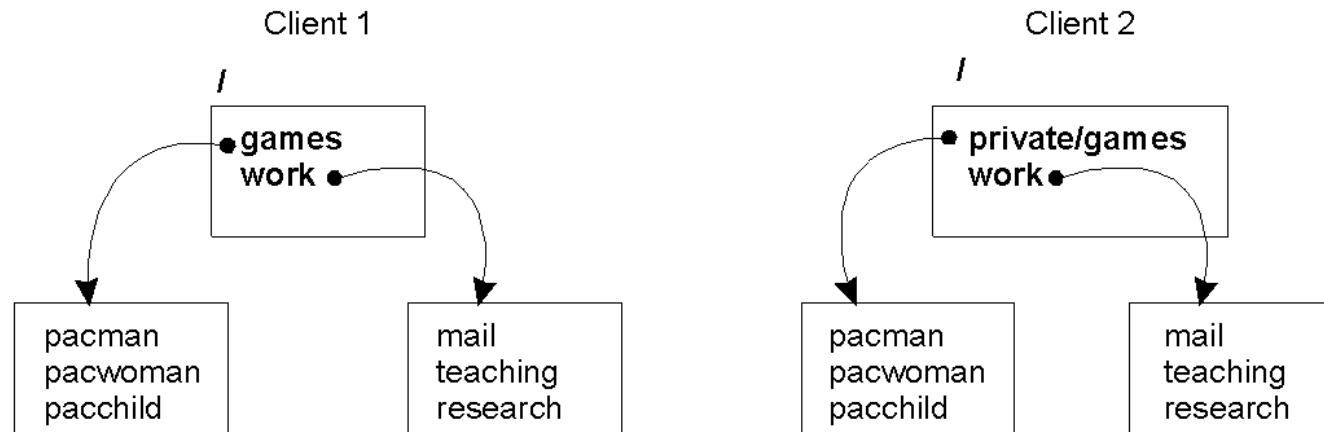 Client 1
/
games
work
pacman
pacwoman
pacchild
mail
teaching
research
Client 2
/
private/games
work
pacman
pacwoman
pacchild
mail
teaching
research